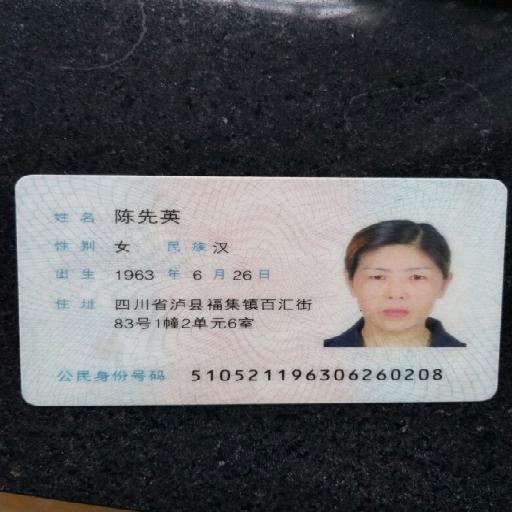 姓名 陈先英
性别 女 民族 汉
出生 1963 年 6 月 26 日
住址 四川省泸县福集镇百汇街
83号1幢2单元6室
公民身份号码 510521196306260208